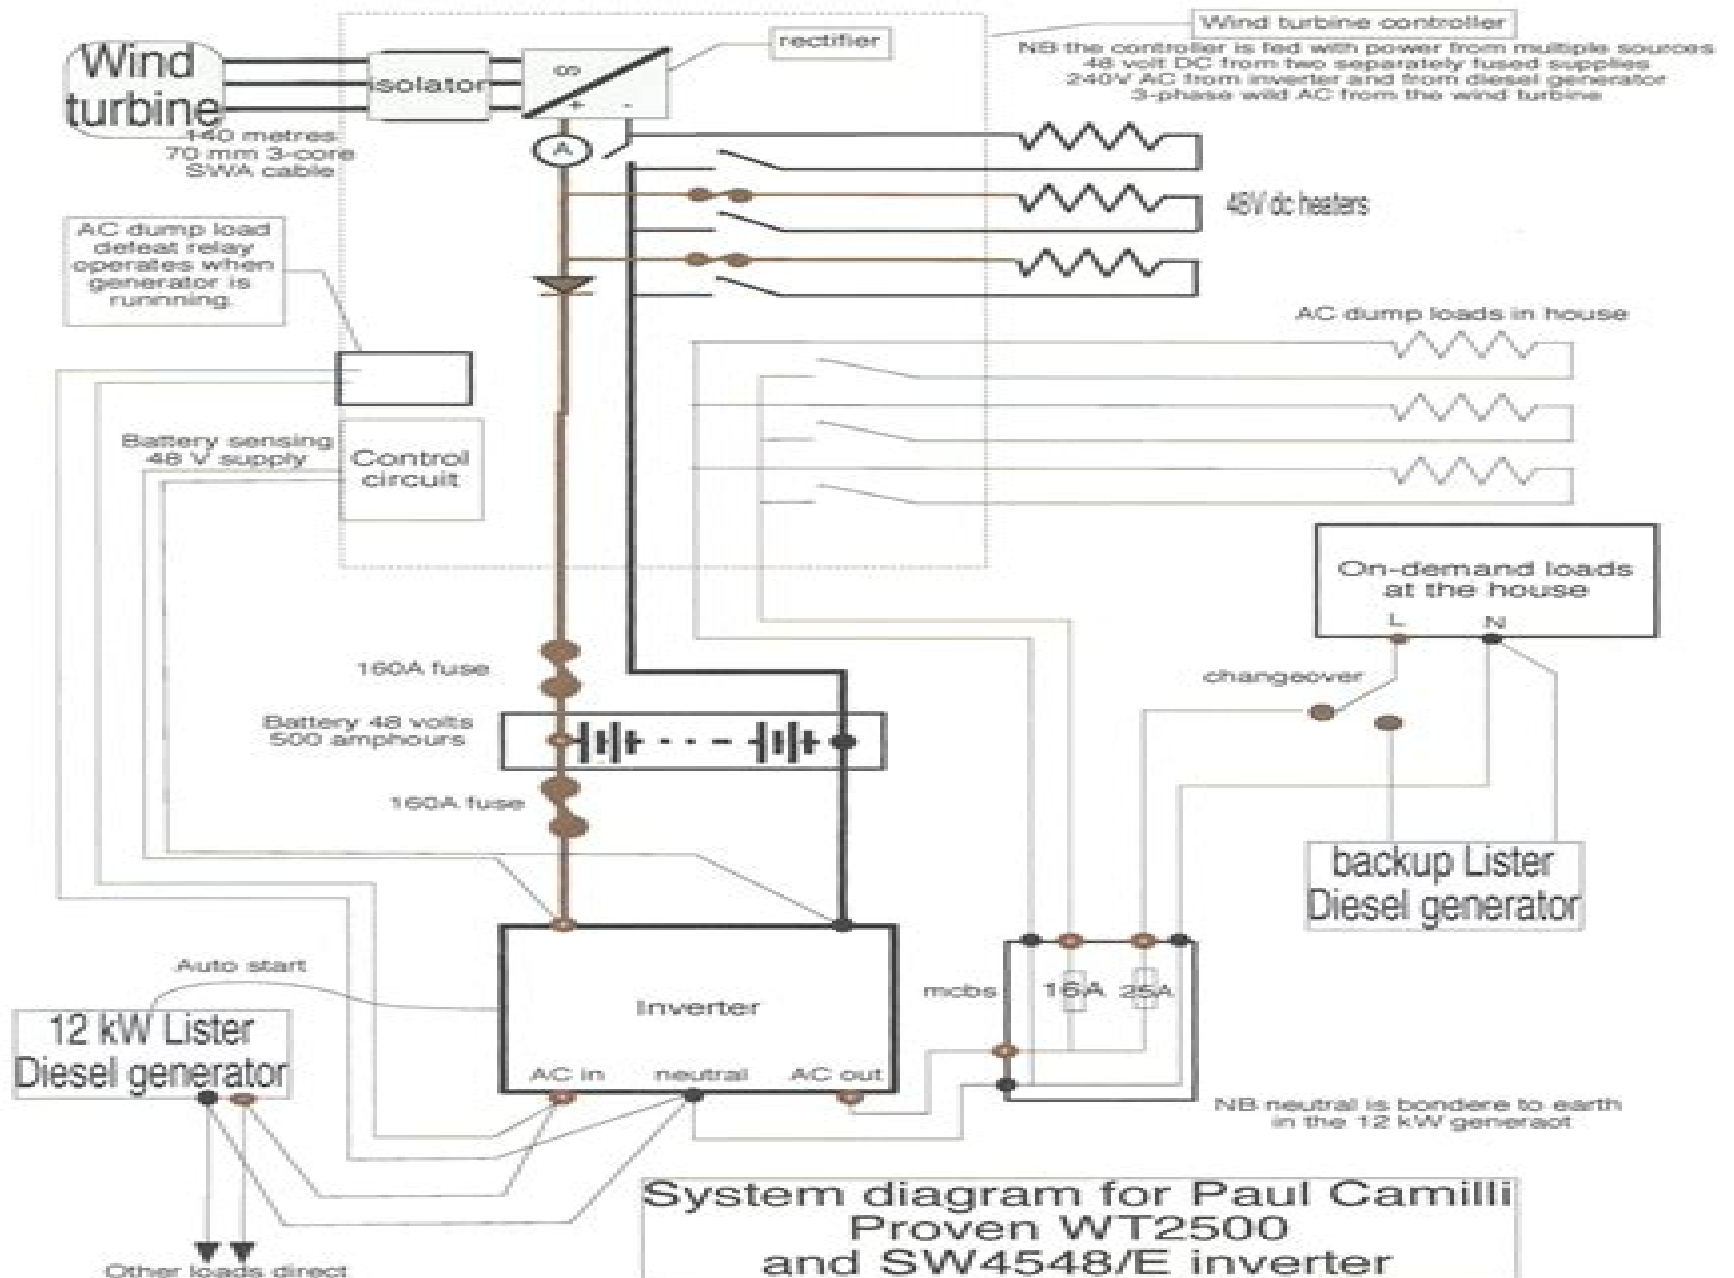 Wind
turbine
isolator
rectifier
Wind turbine controller
NB the controller is fed with power from multiple sources
48 volt DC from two separately fused supplies
240V AC from inverter and from diesel generator
3-phase wild AC from the wind turbine
+ -
140 metres
70 mm 3-core
SWA cable
A
48V dc heaters
AC dump load
defeat relay
operates when
generator is
runnning.
AC dump loads in house
Battery sensing
48 V supply
Control
circuit
On-demand loads
at the house
L N
changeover
160A fuse
Battery 48 volts
500 amphours
160A fuse
backup Lister
Diesel generator
Auto start
12 kW Lister
Diesel generator
Inverter
AC in neutral AC out
mcbs 16A 25A
NB neutral is bondere to earth
in the 12 kW generaot
System diagram for Paul Camilli
Proven WT2500
and SW4548/E inverter
Other loads direct